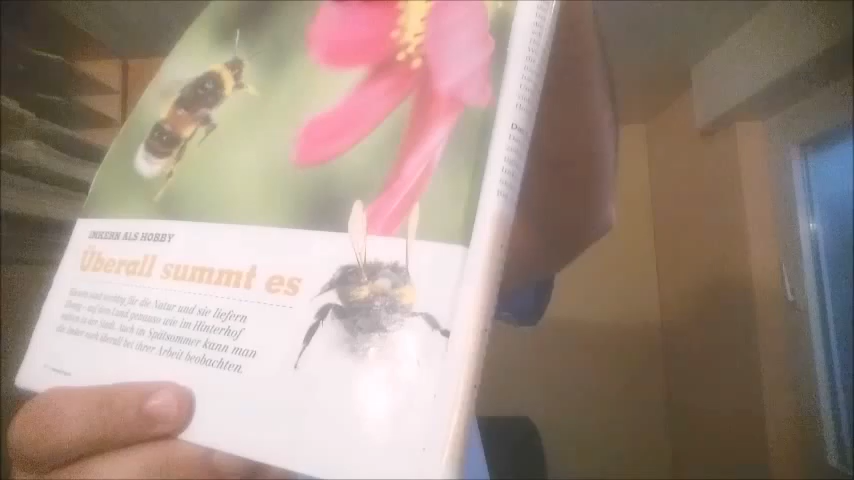 IMKERN ALS HOBBY
Überall summt es
Bienen sind wichtig für die Natur und sie liefern
Honig – auf dem Land genauso wie im Hinterhof
mitten in der Stadt. Auch im Spätsommer kann man
die Imker noch überall bei ihrer Arbeit beobachten.